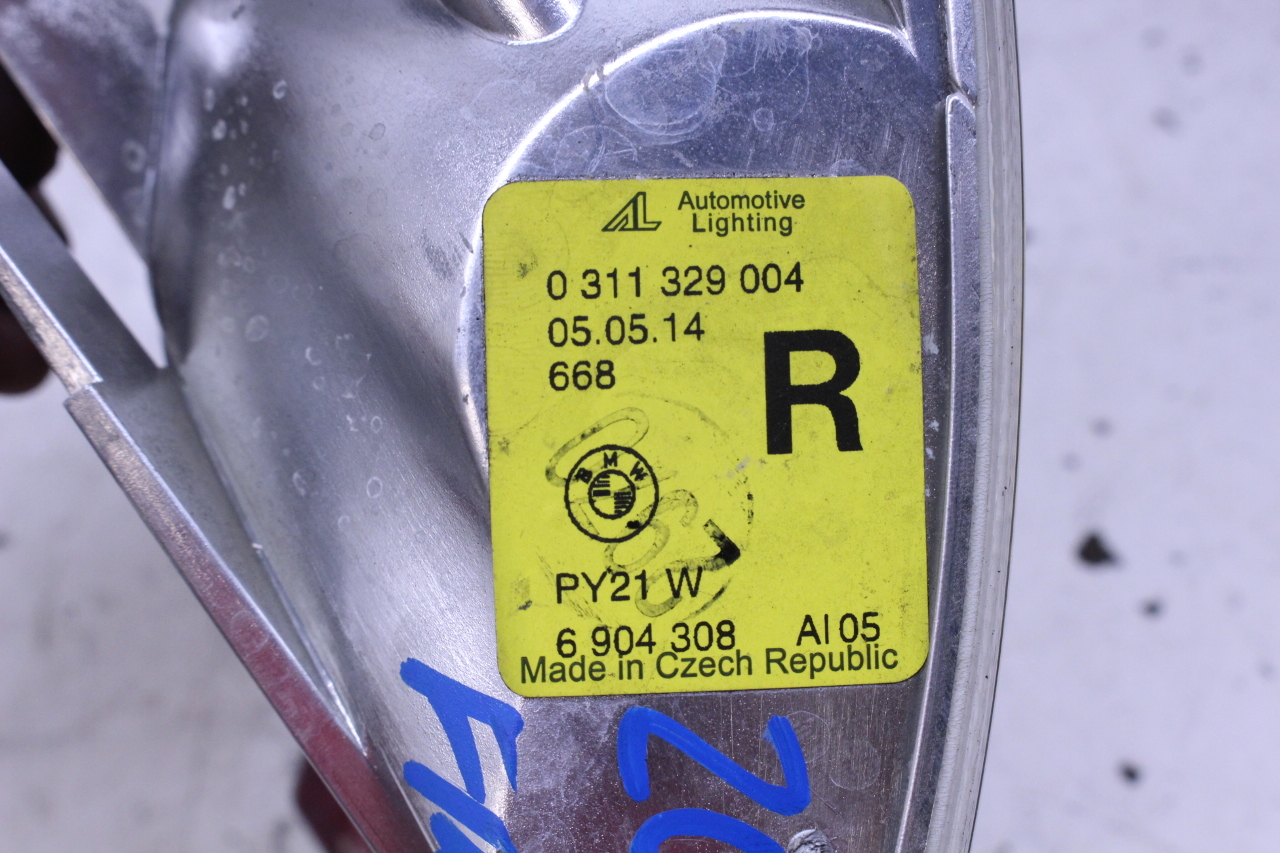 AL Automotive
Lighting
0 311 329 004
05.05.14
668
R
BMW
PY21 W
6 904 308 AI 05
Made in Czech Republic